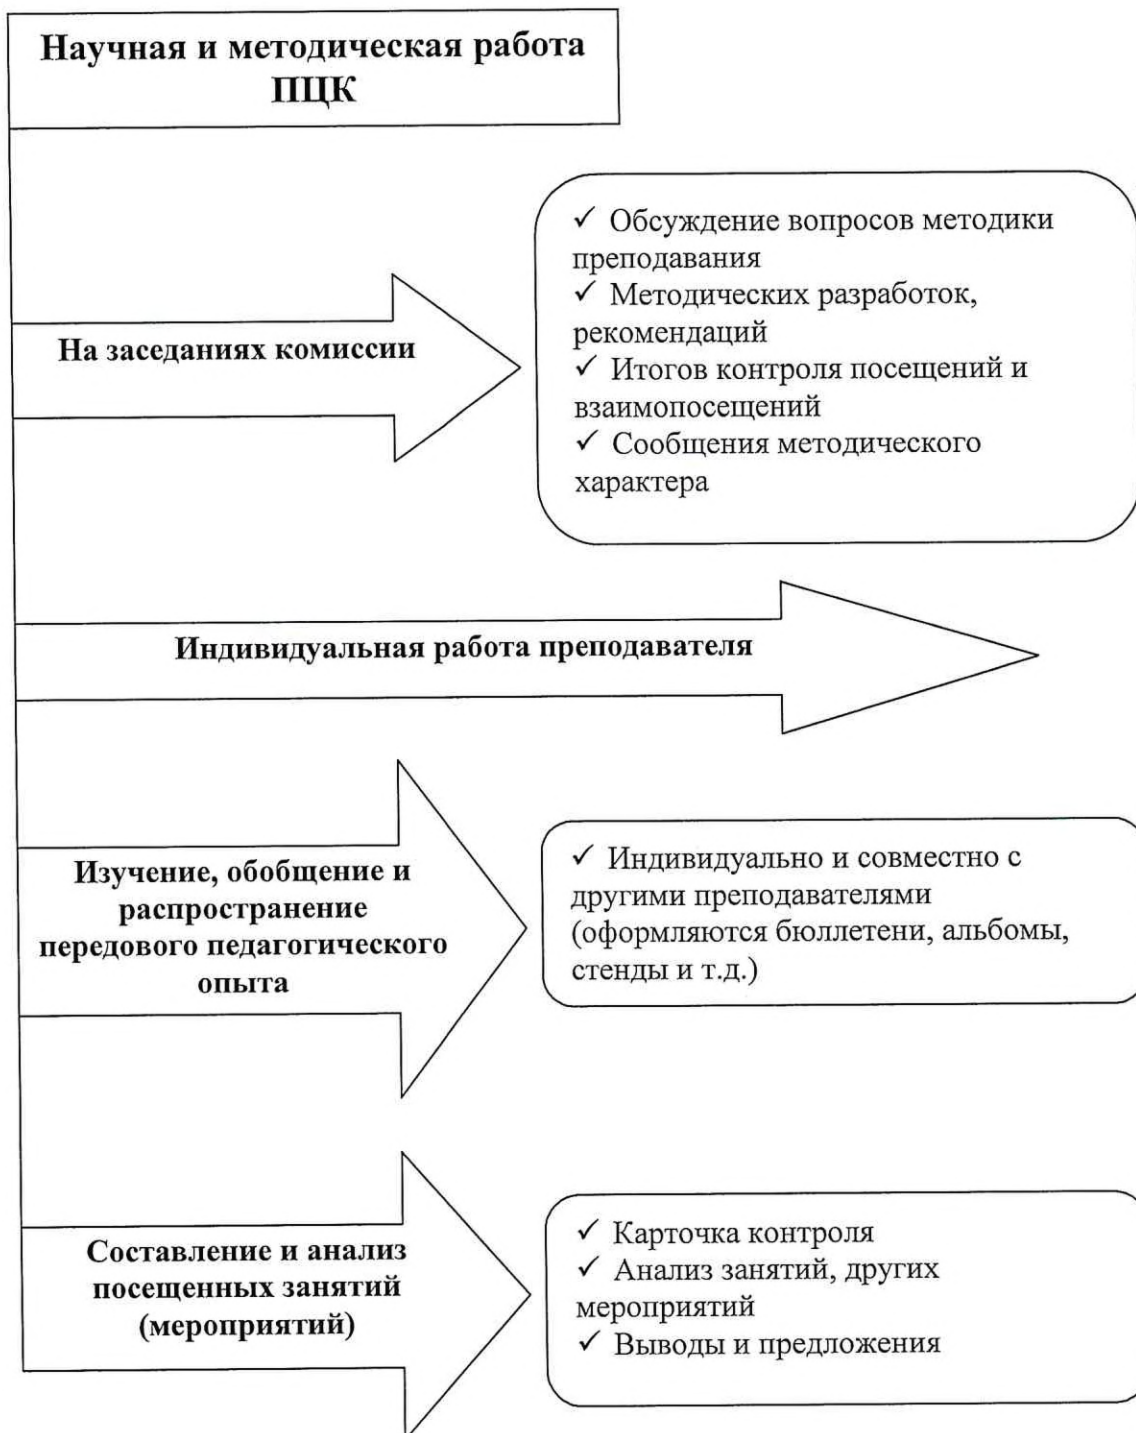 Научная и методическая работа
ПЦК
На заседаниях комиссии
✓ Обсуждение вопросов методики
преподавания
✓ Методических разработок,
рекомендаций
✓ Итогов контроля посещений и
взаимопосещений
✓ Сообщения методического
характера
Индивидуальная работа преподавателя
Изучение, обобщение и
распространение
передового педагогического
опыта
✓ Индивидуально и совместно с
другими преподавателями
(оформляются бюллетени, альбомы,
стенды и т.д.)
Составление и анализ
посещенных занятий
(мероприятий)
✓ Карточка контроля
✓ Анализ занятий, других
мероприятий
✓ Выводы и предложения